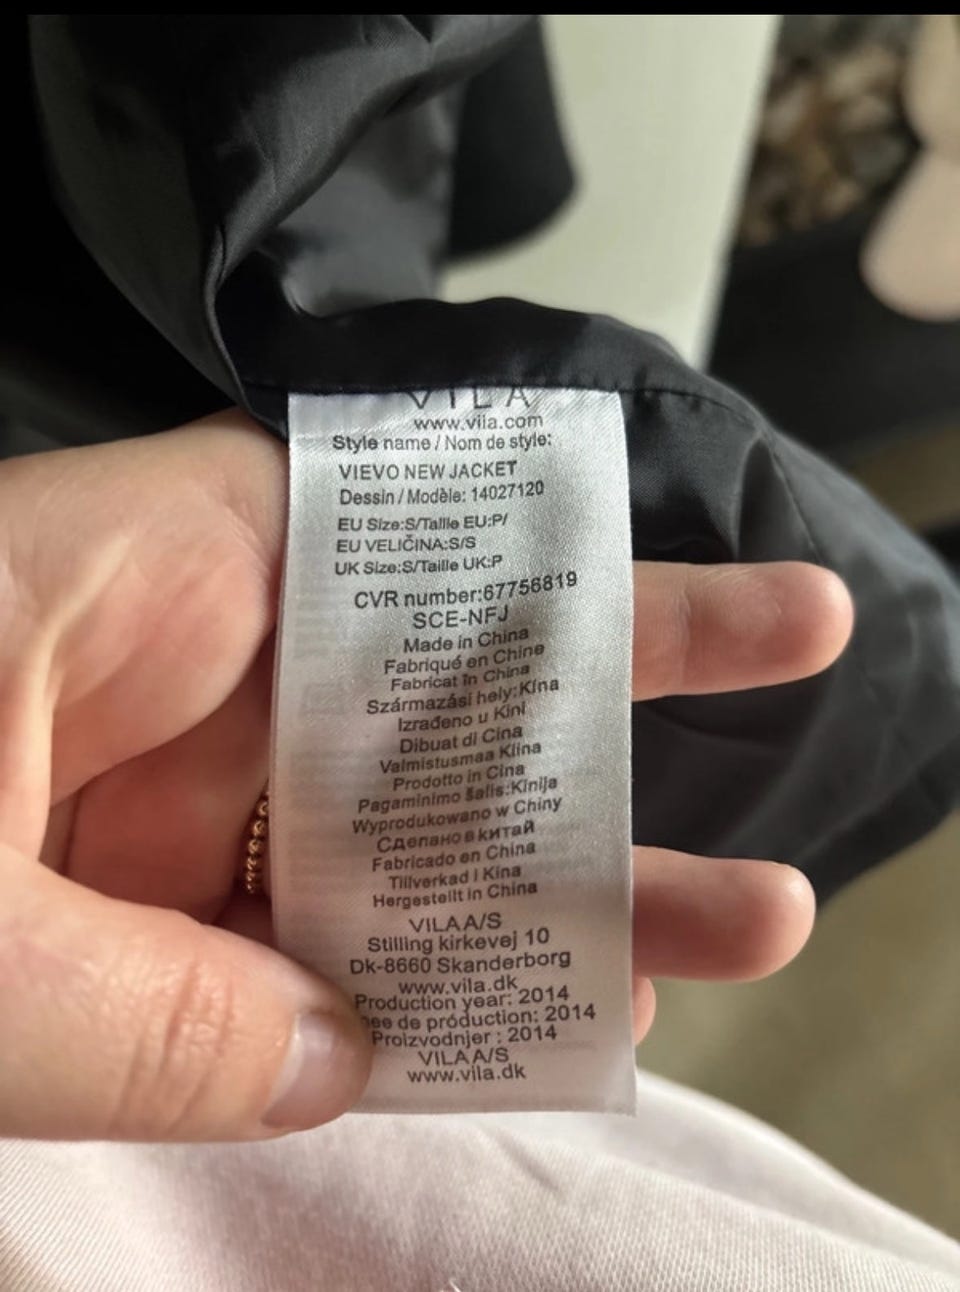 VILA
www.vila.com
Style name / Nom de style:
VIEVO NEW JACKET
Dessin / Modèle: 14027120
EU Size:S/Taille EU:P/
EU VELIČINA:S/S
UK Size:S/Taille UK:P
CVR number:67756819
SCE-NFJ
Made in China
Fabriqué en Chine
Fabricat în China
Származási hely:Kína
Izrađeno u Kini
Dibuat di Cina
Valmistusmaa Kiina
Prodotto in Cina
Pagaminimo šalis:Kinija
Wyprodukowano w Chiny
Сделано в китай
Fabricado en China
Tillverkad i Kina
Hergestellt in China
VILA A/S
Stilling kirkevej 10
Dk-8660 Skanderborg
www.vila.dk
Production year: 2014
de production: 2014
Proizvodnjer : 2014
VILA A/S
www.vila.dk